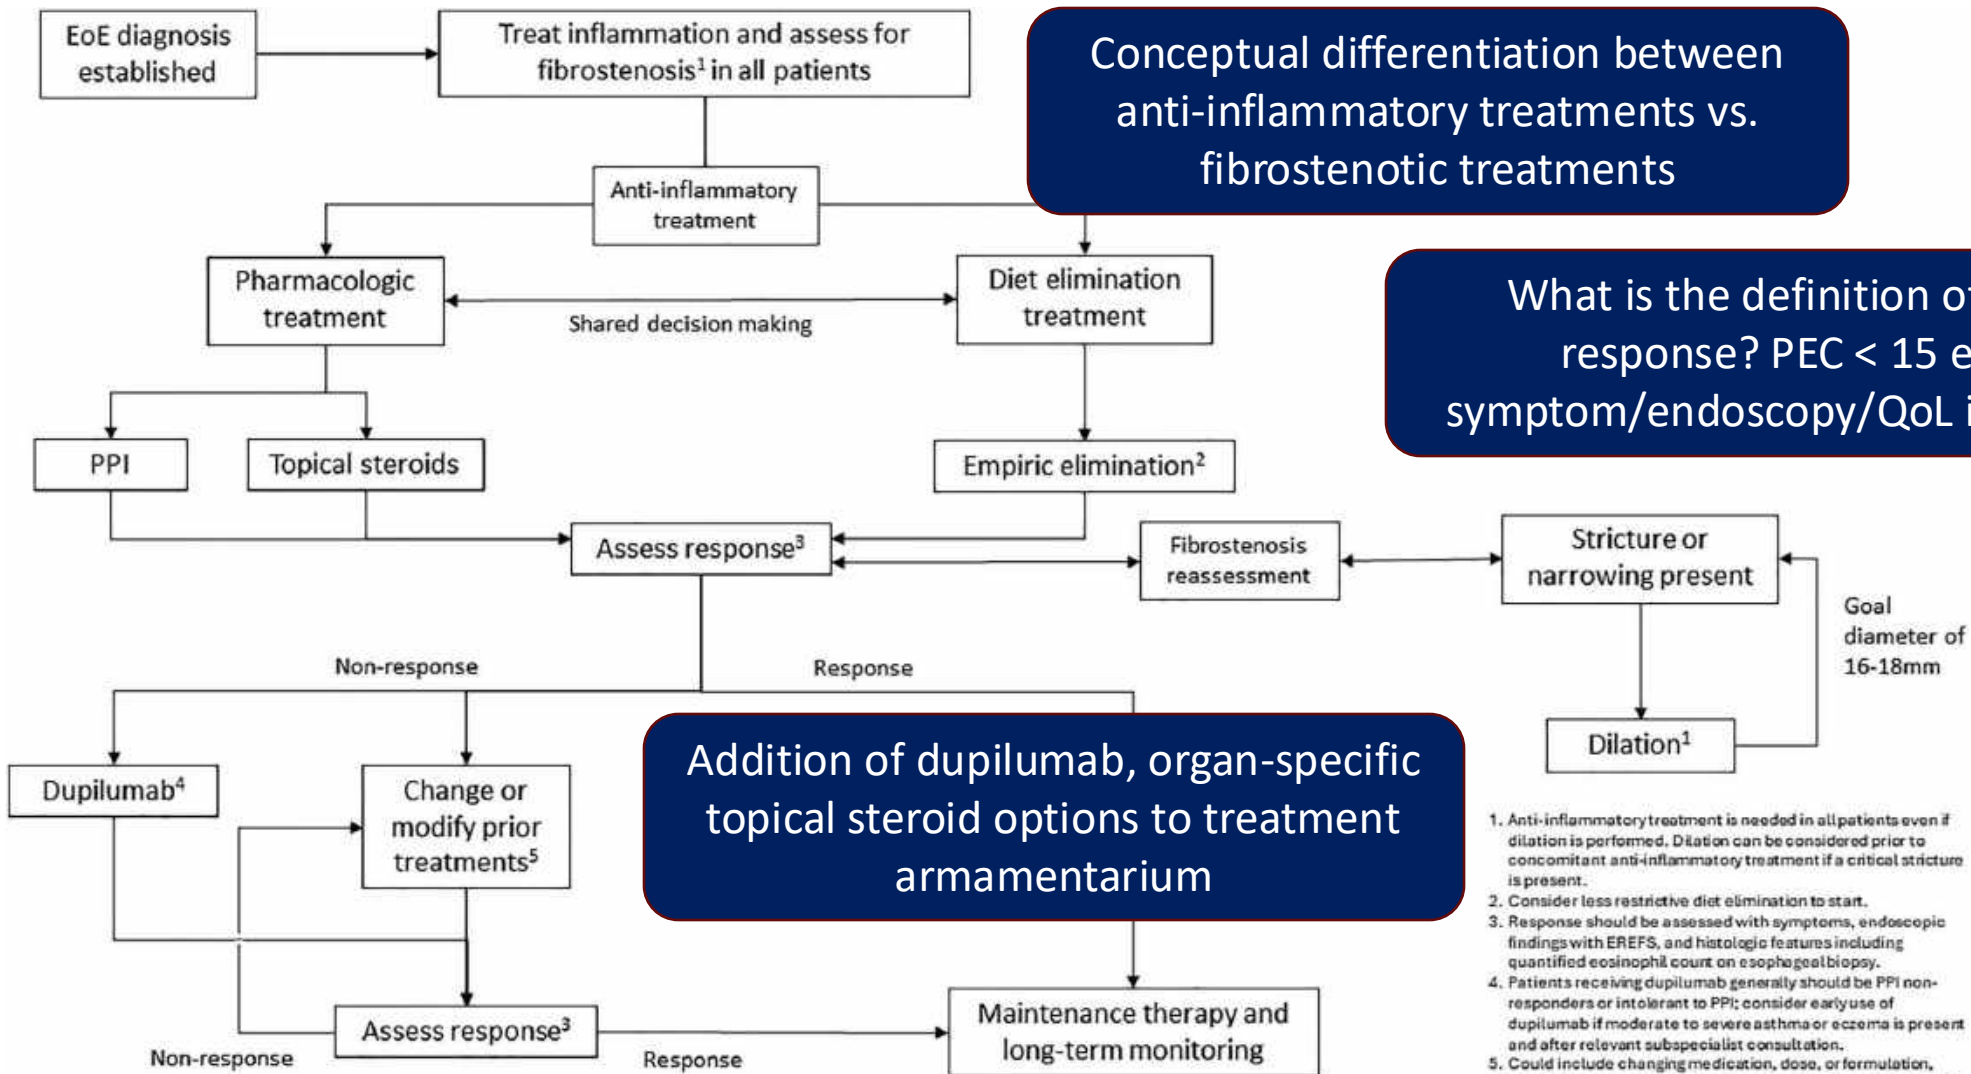 EoE diagnosis
established
Treat inflammation and assess for
fibrostenosis¹ in all patients
Conceptual differentiation between
anti-inflammatory treatments vs.
fibrostenotic treatments
Anti-inflammatory
treatment
Pharmacologic
treatment
Shared decision making
Diet elimination
treatment
What is the definition of
response? PEC < 15 e
symptom/endoscopy/QoL i
PPI
Topical steroids
Empiric elimination²
Assess response³
Fibrostenosis
reassessment
Stricture or
narrowing present
Goal
diameter of
16-18mm
Non-response
Response
Dilation¹
Dupilumab⁴
Change or
modify prior
treatments⁵
Addition of dupilumab, organ-specific
topical steroid options to treatment
armamentarium
Assess response³
Non-response
Response
Maintenance therapy and
long-term monitoring
1. Anti-inflammatory treatment is needed in all patients even if
dilation is performed. Dilation can be considered prior to
concomitant anti-inflammatory treatment if a critical stricture
is present.
2. Consider less restrictive diet elimination to start.
3. Response should be assessed with symptoms, endoscopic
findings with EREFS, and histologic features including
quantified eosinophil count on esophageal biopsy.
4. Patients receiving dupilumab generally should be PPI non-
responders or intolerant to PPI; consider early use of
dupilumab if moderate to severe asthma or eczema is present
and after relevant subspecialist consultation.
5. Could include changing medication, dose, or formulation,